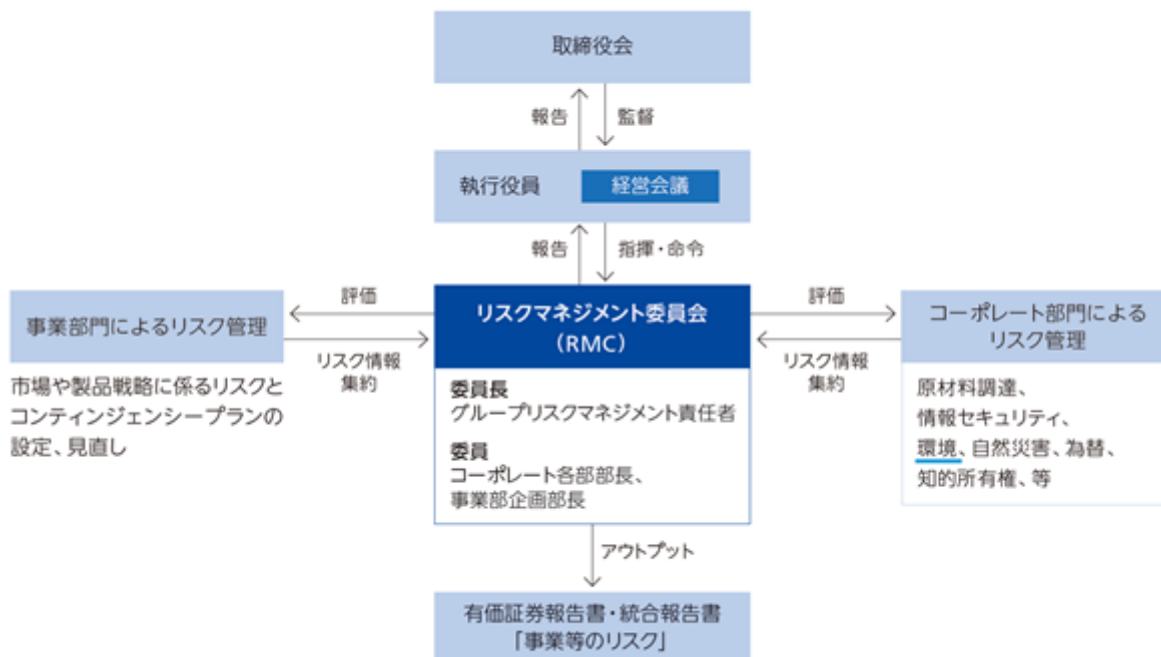 取締役会
報告
監督
執行役員
経営会議
報告
指揮・命令
事業部門によるリスク管理
市場や製品戦略に係るリスクと
コンティンジェンシープランの
設定、見直し
評価
リスク情報
集約
リスクマネジメント委員会
（RMC）
委員長
グループリスクマネジメント責任者
委員
コーポレート各部部長、
事業部企画部長
評価
リスク情報
集約
コーポレート部門による
リスク管理
原材料調達、
情報セキュリティ、
環境、自然災害、為替、
知的所有権、等
アウトプット
有価証券報告書・統合報告書
「事業等のリスク」